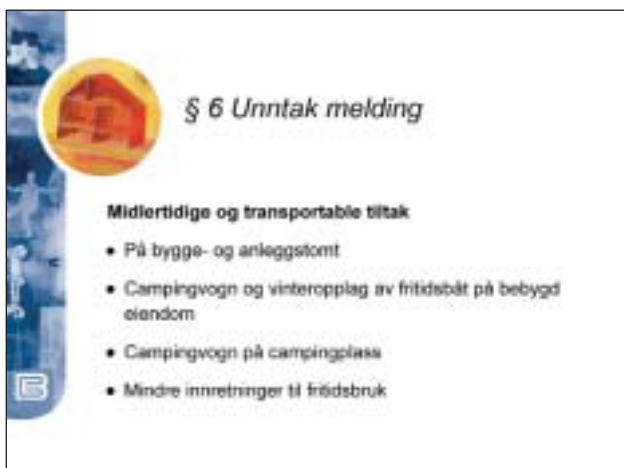 § 6 Unntak melding
Midlertidige og transportable tiltak
• På bygge- og anleggstomt
• Campingvogn og vinteropplag av fritidsbåt på bebygd
eiendom
• Campingvogn på campingplass
• Mindre innretninger til fritidsbruk